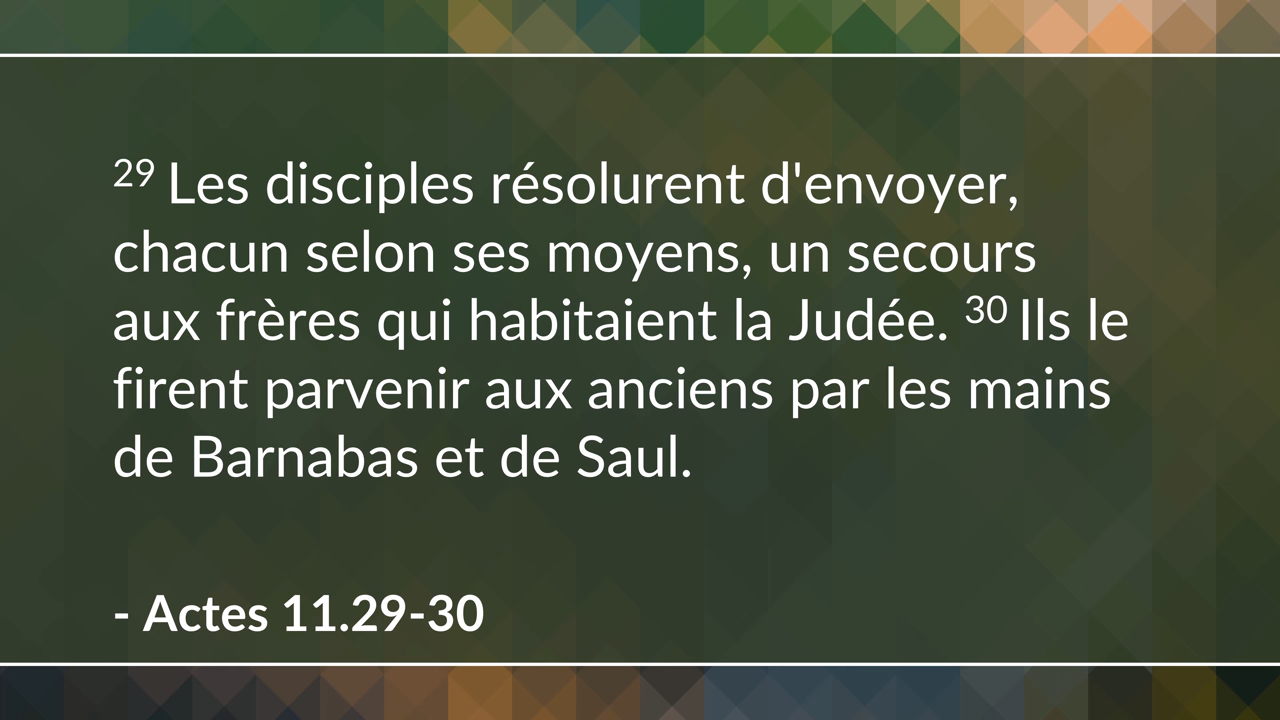 29 Les disciples résolurent d'envoyer,
chacun selon ses moyens, un secours
aux frères qui habitaient la Judée. 30 Ils le
firent parvenir aux anciens par les mains
de Barnabas et de Saul.
- Actes 11.29-30